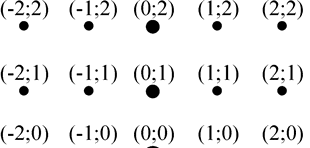 (-2;2) (-1;2) (0;2) (1;2) (2;2)
(-2;1) (-1;1) (0;1) (1;1) (2;1)
(-2;0) (-1;0) (0;0) (1;0) (2;0)